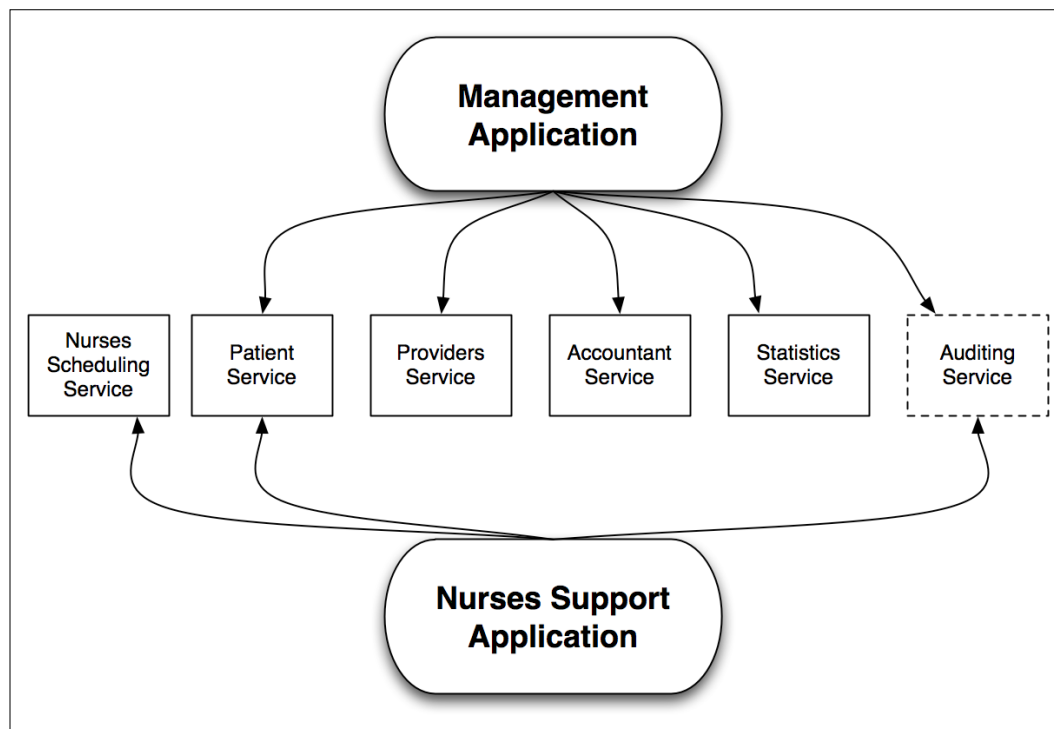 Management
Application
Nurses
Scheduling
Service
Patient
Service
Providers
Service
Accountant
Service
Statistics
Service
Auditing
Service
Nurses Support
Application